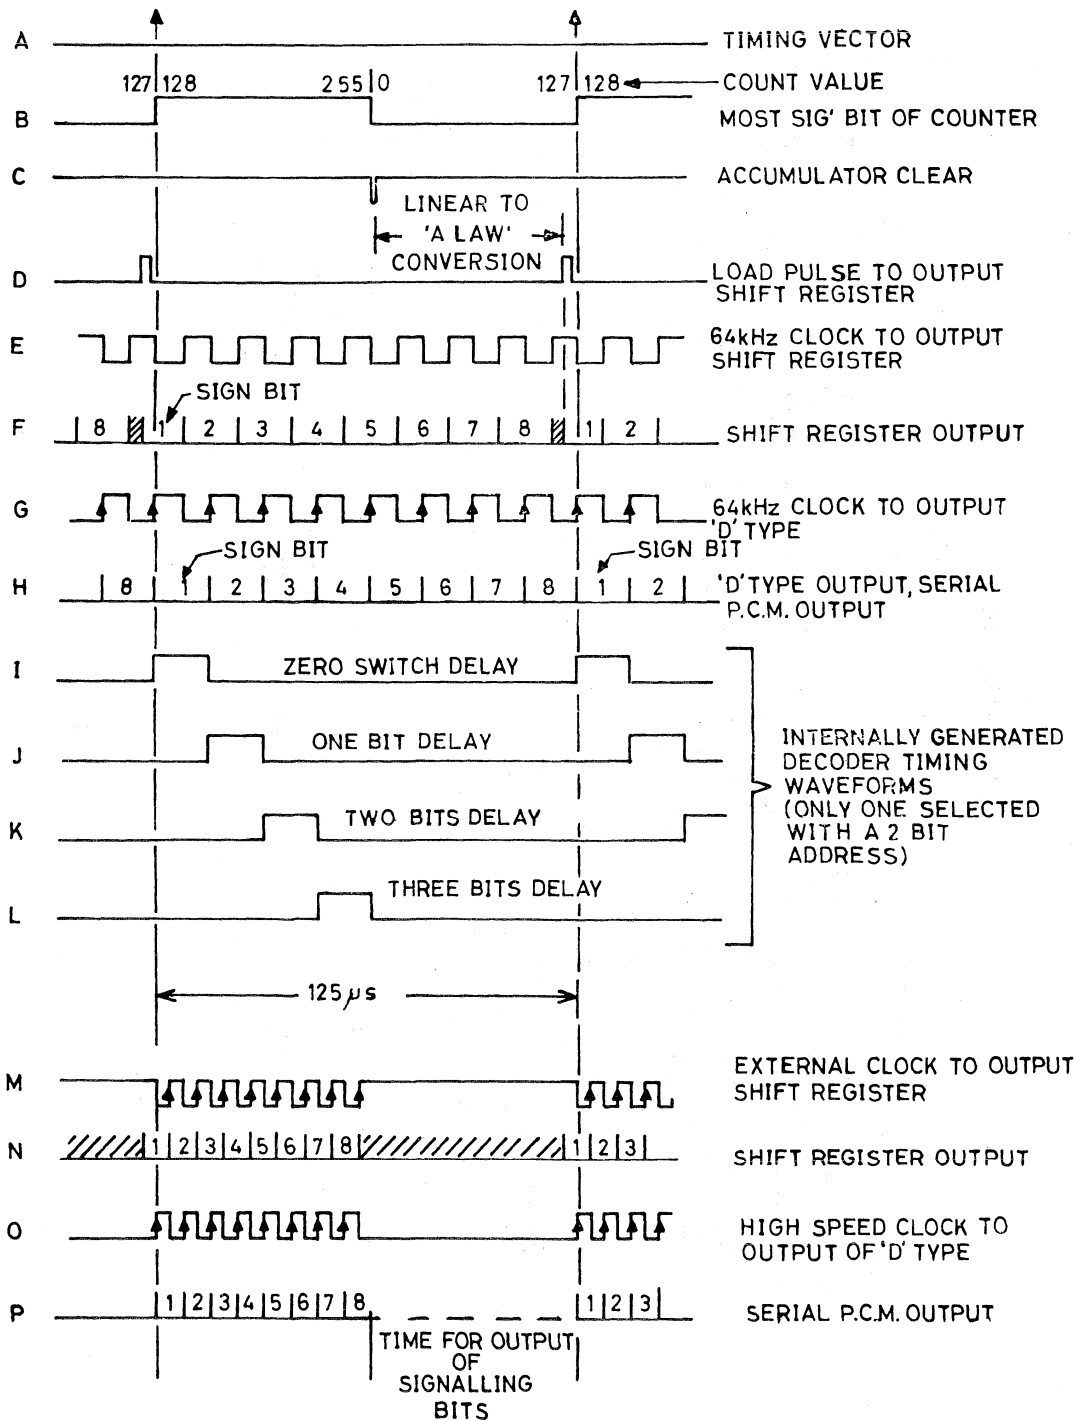 A TIMING VECTOR
127 128 255 0 127 128 COUNT VALUE
B MOST SIG' BIT OF COUNTER
C ACCUMULATOR CLEAR
LINEAR TO
'A LAW'
CONVERSION
D LOAD PULSE TO OUTPUT
SHIFT REGISTER
E 64kHz CLOCK TO OUTPUT
SHIFT REGISTER
SIGN BIT
F 8 1 2 3 4 5 6 7 8 1 2 SHIFT REGISTER OUTPUT
G 64kHz CLOCK TO OUTPUT
'D' TYPE
SIGN BIT SIGN BIT
H 8 1 2 3 4 5 6 7 8 1 2 'D' TYPE OUTPUT, SERIAL
P.C.M. OUTPUT
I ZERO SWITCH DELAY
J ONE BIT DELAY
K TWO BITS DELAY
L THREE BITS DELAY
INTERNALLY GENERATED
DECODER TIMING
WAVEFORMS
(ONLY ONE SELECTED
WITH A 2 BIT
ADDRESS)
125 μs
M EXTERNAL CLOCK TO OUTPUT
SHIFT REGISTER
N 1 2 3 4 5 6 7 8 1 2 3 SHIFT REGISTER OUTPUT
O HIGH SPEED CLOCK TO
OUTPUT OF 'D' TYPE
P 1 2 3 4 5 6 7 8 1 2 3 SERIAL P.C.M. OUTPUT
TIME FOR OUTPUT
OF
SIGNALLING
BITS